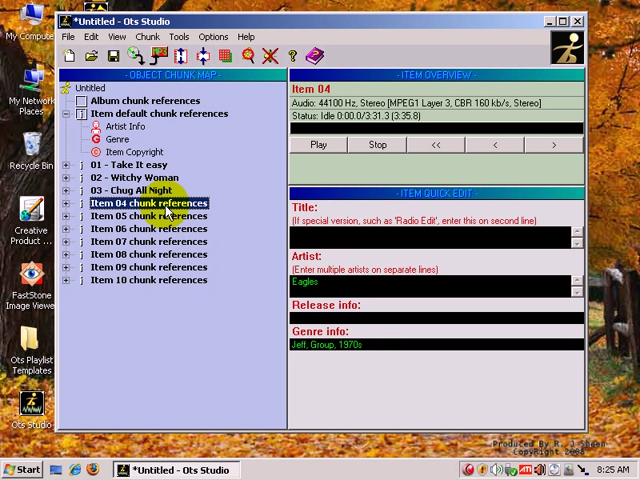 My Compu
*Untitled - Ots Studio
File Edit View Chunk Tools Options Help
My Network
Places
Recycle Bin
Creative
Product ...
FastStone
Image Viewer
Ots Playlist
Templates
Ots Studio
- OBJECT CHUNK MAP -
Untitled
Album chunk references
Item default chunk references
Artist Info
Genre
Item Copyright
01 - Take It easy
02 - Witchy Woman
03 - Chug All Night
Item 04 chunk references
Item 05 chunk references
Item 06 chunk references
Item 07 chunk references
Item 08 chunk references
Item 09 chunk references
Item 10 chunk references
- ITEM OVERVIEW -
Item 04
Audio: 44100 Hz, Stereo [MPEG1 Layer 3, CBR 160 kb/s, Stereo]
Status: Idle 0:00.0/3:31.3 (3:35.8)
Play Stop << < >
- ITEM QUICK EDIT -
Title:
(If special version, such as 'Radio Edit', enter this on second line)
Artist:
(Enter multiple artists on separate lines)
Eagles
Release info:
Genre info:
Jeff, Group, 1970s
Produced By R. J Sheen
CopyRight 2008
Start *Untitled - Ots Studio 8:25 AM